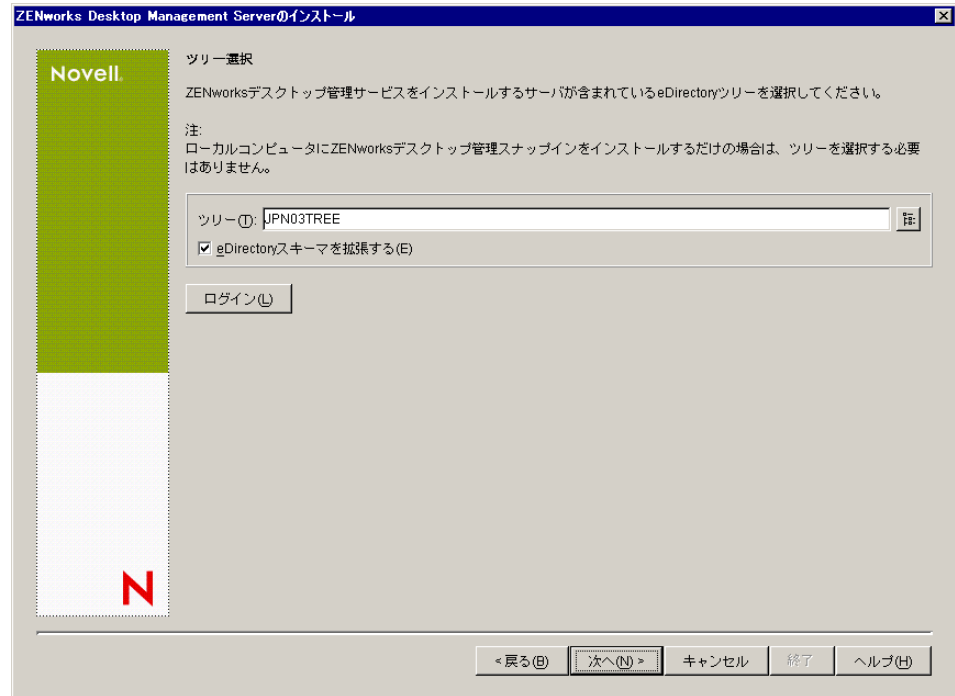 ZENworks Desktop Management Serverのインストール
Novell.
ツリー選択
ZENworksデスクトップ管理サービスをインストールするサーバが含まれているeDirectoryツリーを選択してください。
注:
ローカルコンピュータにZENworksデスクトップ管理スナップインをインストールするだけの場合は、ツリーを選択する必要
はありません。
ツリー(T): JPN03TREE
eDirectoryスキーマを拡張する(E)
ログイン(L)
N
<戻る(B) 次へ(N)> キャンセル 終了 ヘルプ(H)